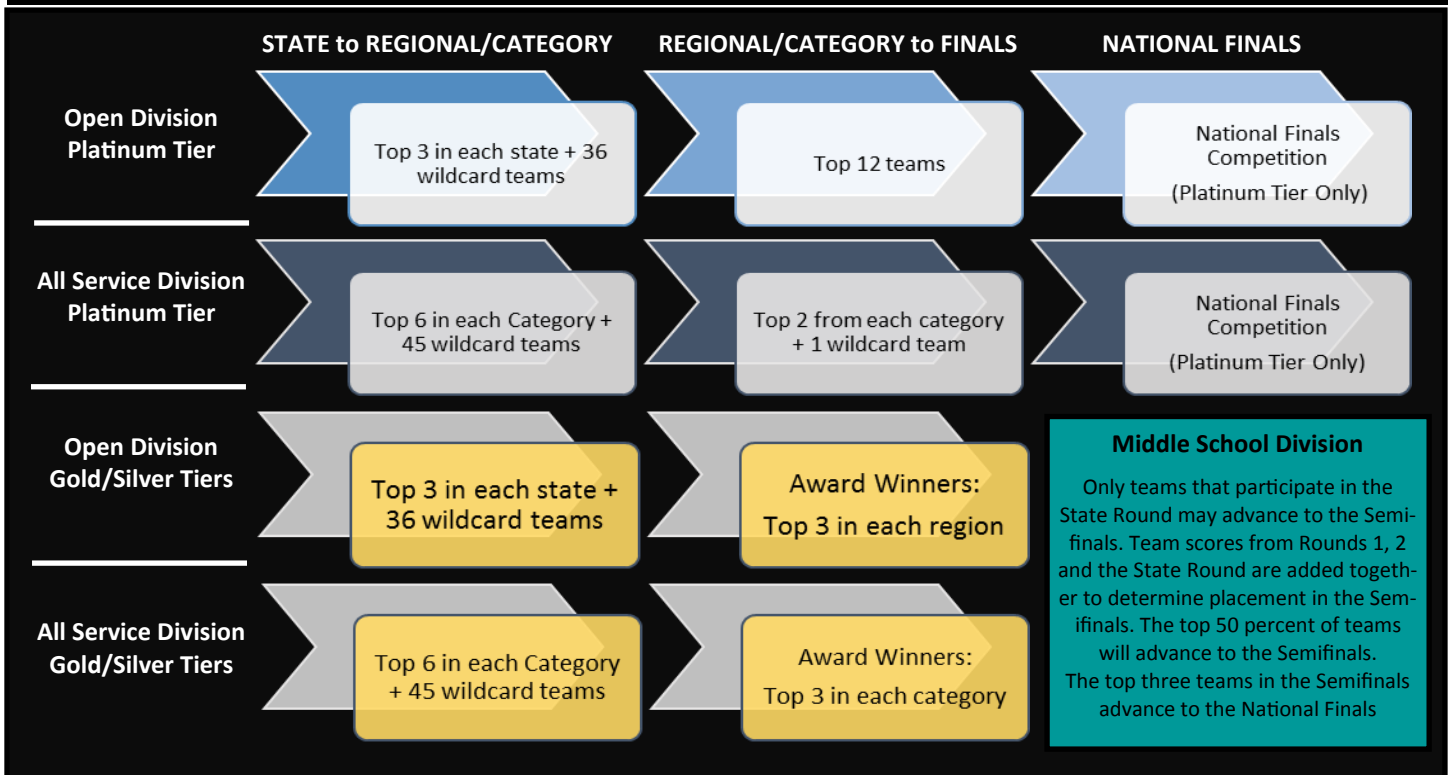 STATE to REGIONAL/CATEGORY
REGIONAL/CATEGORY to FINALS
NATIONAL FINALS
Open Division
Platinum Tier
Top 3 in each state + 36
wildcard teams
Top 12 teams
National Finals
Competition
(Platinum Tier Only)
All Service Division
Platinum Tier
Top 6 in each Category +
45 wildcard teams
Top 2 from each category
+ 1 wildcard team
National Finals
Competition
(Platinum Tier Only)
Open Division
Gold/Silver Tiers
Top 3 in each state +
36 wildcard teams
Award Winners:
Top 3 in each region
All Service Division
Gold/Silver Tiers
Top 6 in each Category
+ 45 wildcard teams
Award Winners:
Top 3 in each category
Middle School Division
Only teams that participate in the
State Round may advance to the Semi-
finals. Team scores from Rounds 1, 2
and the State Round are added togeth-
er to determine placement in the Sem-
ifinals. The top 50 percent of teams
will advance to the Semifinals.
The top three teams in the Semifinals
advance to the National Finals